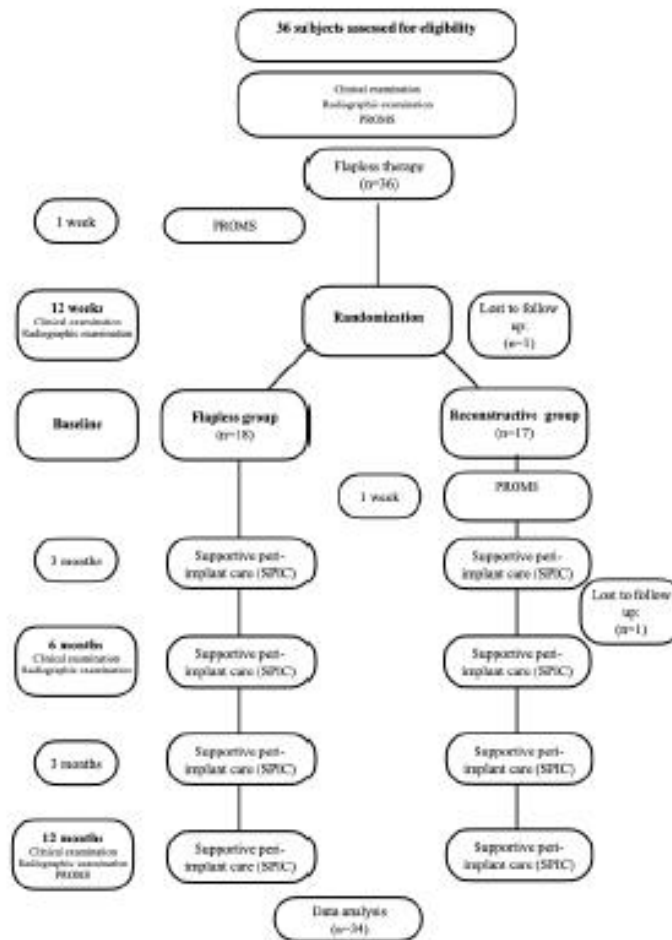 36 subjects assessed for eligibility
Clinical examination
Radiographic examination
PROMS
Flapless therapy
(n=36)
1 week
PROMS
12 weeks
Clinical examination
Radiographic examination
Randomization
Lost to follow
up:
(n=1)
Baseline
Flapless group
(n=18)
Reconstructive group
(n=17)
1 week
PROMS
3 months
Supportive peri-
implant care (SPIC)
Supportive peri-
implant care (SPIC)
Lost to follow
up:
(n=1)
6 months
Clinical examination
Radiographic examination
Supportive peri-
implant care (SPIC)
Supportive peri-
implant care (SPIC)
3 months
Supportive peri-
implant care (SPIC)
Supportive peri-
implant care (SPIC)
12 months
Clinical examination
Radiographic examination
PROMS
Supportive peri-
implant care (SPIC)
Supportive peri-
implant care (SPIC)
Data analysis
(n=34)